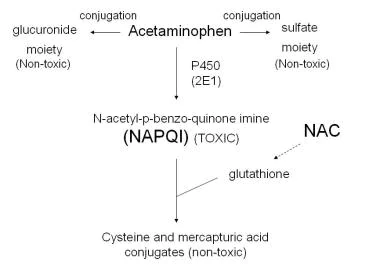 conjugation
conjugation
glucuronide
Acetaminophen
sulfate
moiety
(Non-toxic)
moiety
(Non-toxic)
P450
(2E1)
N-acetyl-p-benzo-quinone imine
(NAPQI) (TOXIC)
NAC
glutathione
Cysteine and mercapturic acid
conjugates (non-toxic)